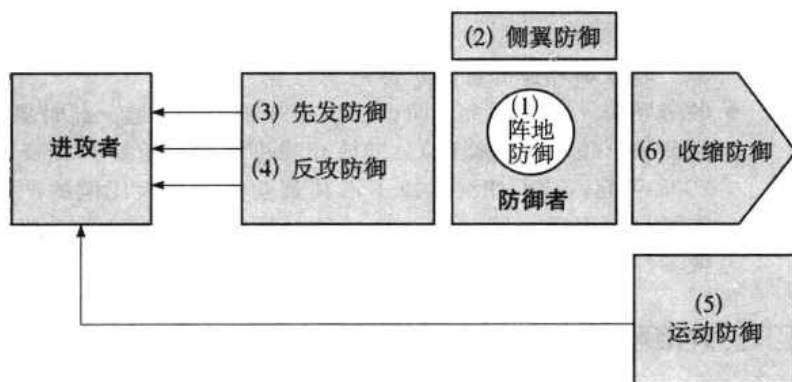 (2) 侧翼防御
进攻者
(3) 先发防御
(4) 反攻防御
(1)
阵地
防御
防御者
(6) 收缩防御
(5)
运动防御